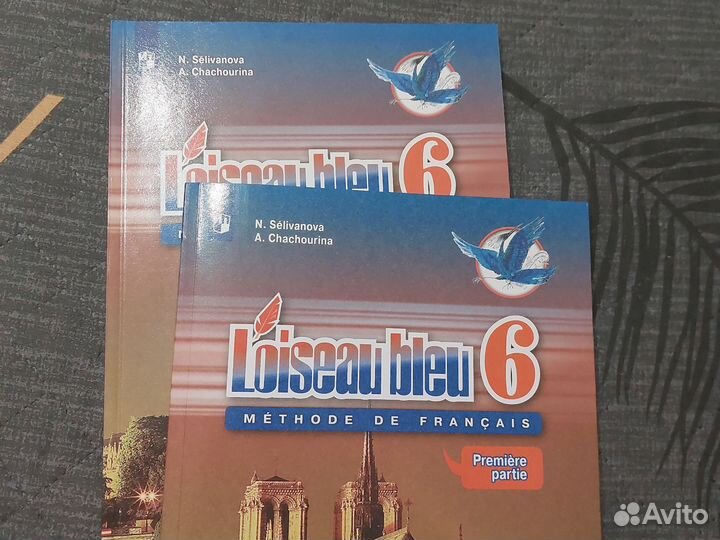 N. Sélivanova
A. Chachourina
L'oiseau bleu 6
N. Sélivanova
A. Chachourina
L'oiseau bleu 6
MÉTHODE DE FRANÇAIS
Première
partie
Avito